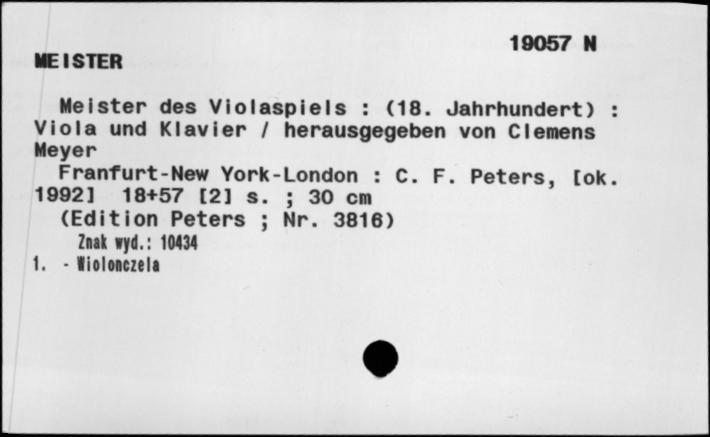 19057 N
MEISTER
Meister des Violaspiels : (18. Jahrhundert) :
Viola und Klavier / herausgegeben von Clemens
Meyer
Franfurt-New York-London : C. F. Peters, [ok.
1992] 18+57 [2] s. ; 30 cm
(Edition Peters ; Nr. 3816)
Znak wyd.: 10434
1. - Wiolonczela